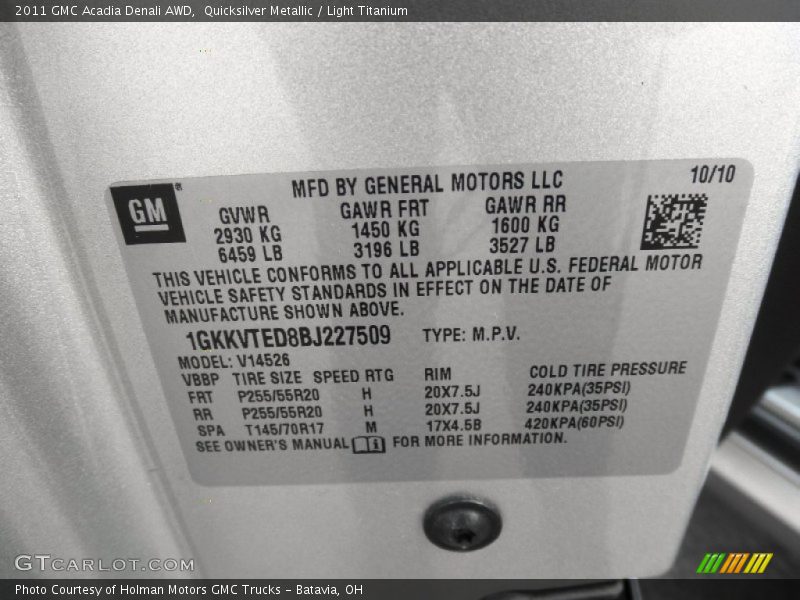 2011 GMC Acadia Denali AWD,  Quicksilver Metallic / Light Titanium
10/10
MFD BY GENERAL MOTORS LLC
GM®
GVWR GAWR FRT GAWR RR
2930 KG 1450 KG 1600 KG
6459 LB 3196 LB 3527 LB
THIS VEHICLE CONFORMS TO ALL APPLICABLE U.S. FEDERAL MOTOR
VEHICLE SAFETY STANDARDS IN EFFECT ON THE DATE OF
MANUFACTURE SHOWN ABOVE.
1GKKVTED8BJ227509 TYPE: M.P.V.
MODEL: V14526
VBBP TIRE SIZE SPEED RTG RIM COLD TIRE PRESSURE
FRT P255/55R20 H 20X7.5J 240KPA(35PSI)
RR P255/55R20 H 20X7.5J 240KPA(35PSI)
SPA T145/70R17 M 17X4.5B 420KPA(60PSI)
SEE OWNER'S MANUAL FOR MORE INFORMATION.
GTCARLOT.COM
Photo Courtesy of Holman Motors GMC Trucks - Batavia, OH